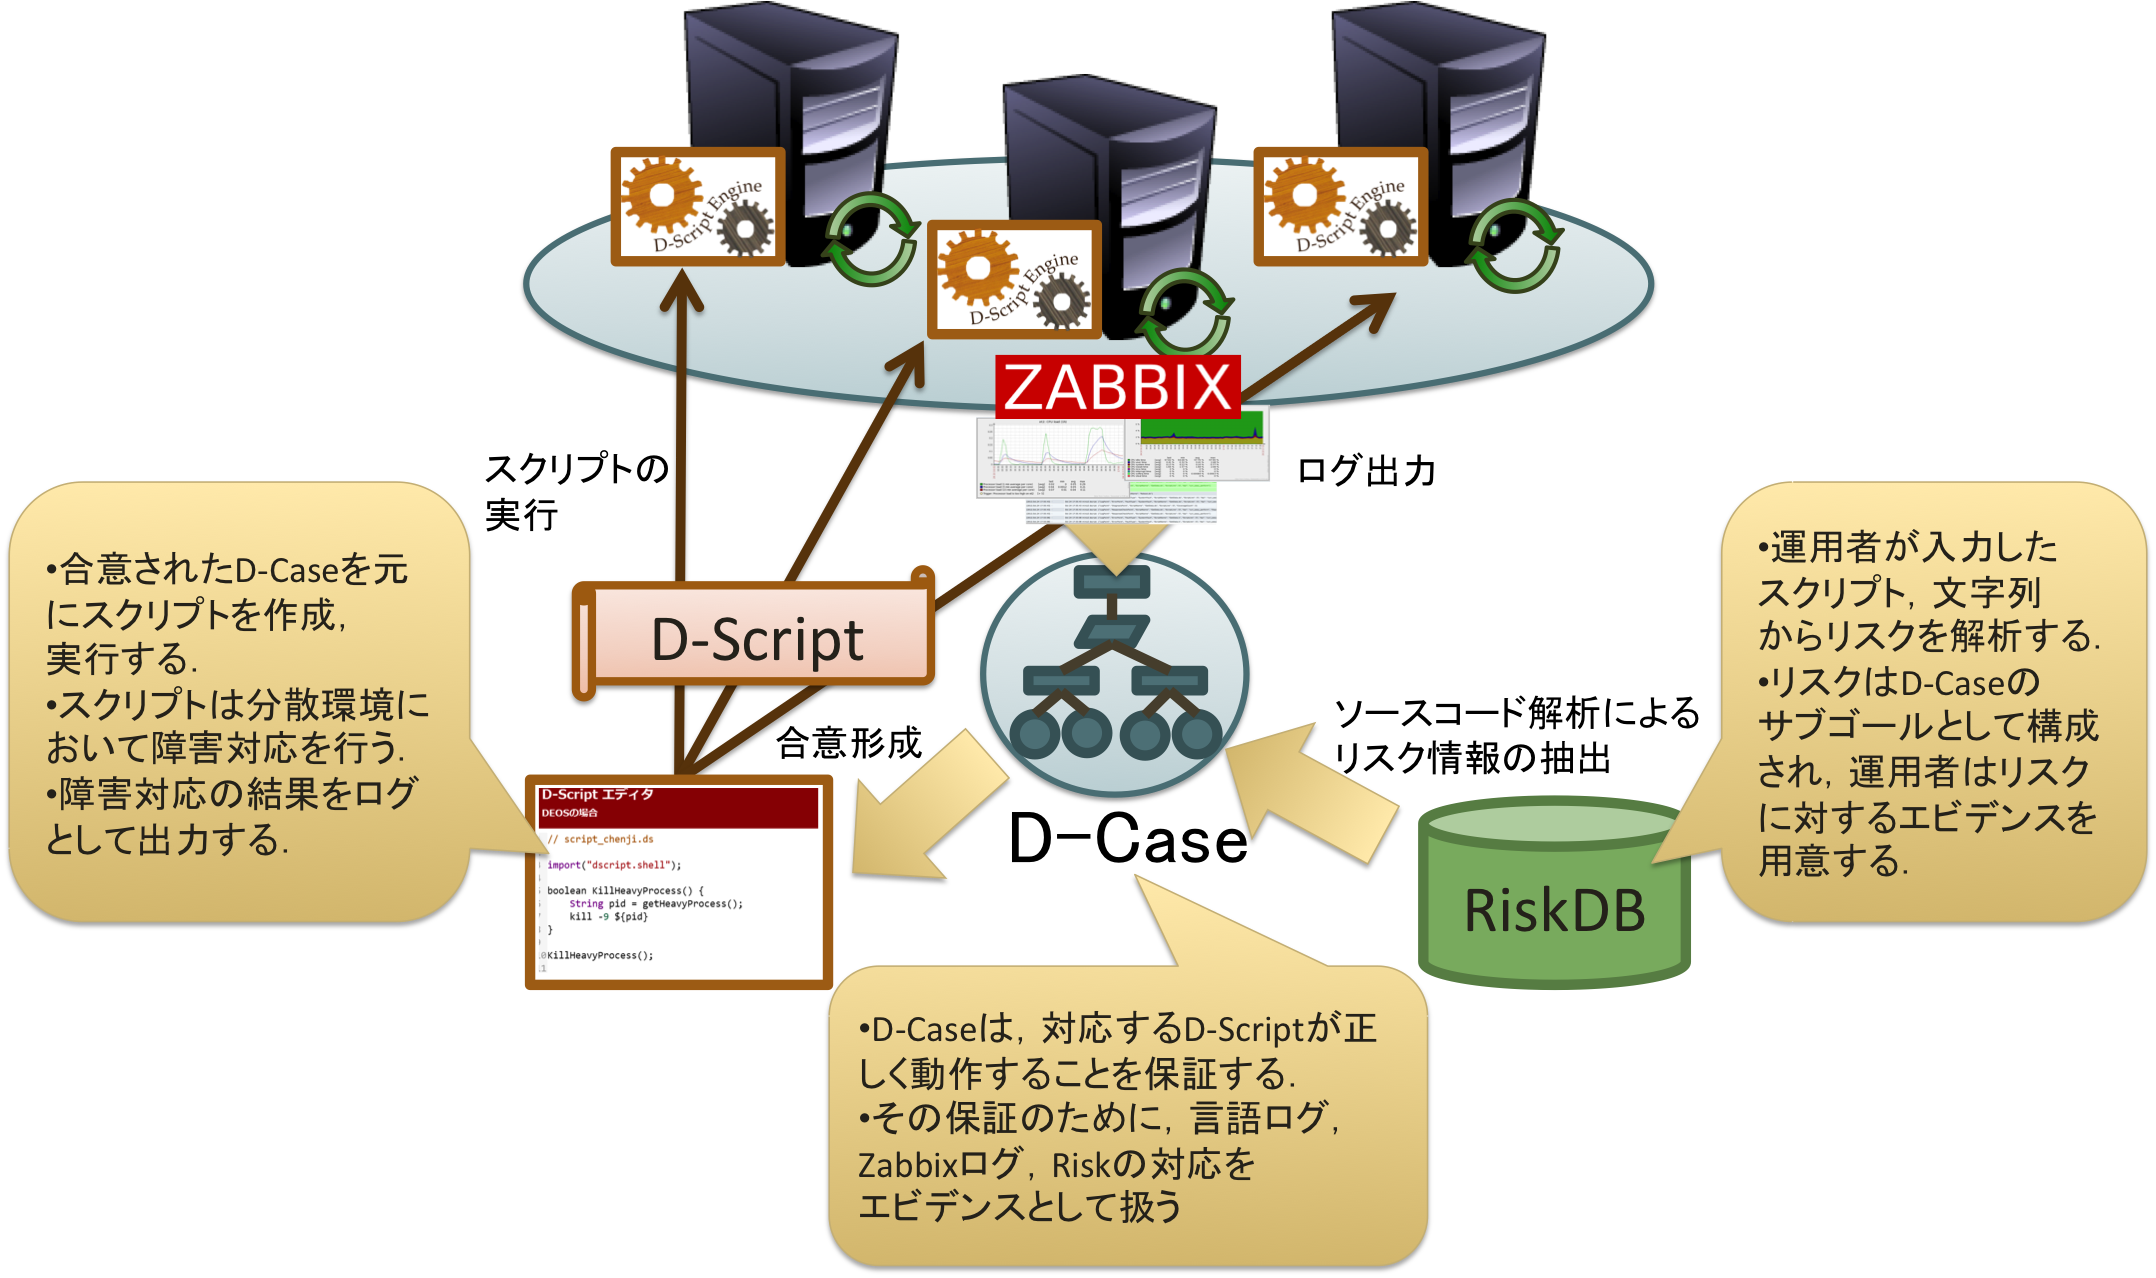 D-Script Engine
D-Script Engine
D-Script Engine
ZABBIX
スクリプトの
実行
ログ出力
•合意されたD-Caseを元
にスクリプトを作成,
実行する.
•スクリプトは分散環境に
おいて障害対応を行う.
•障害対応の結果をログ
として出力する.
D-Script
合意形成
D-Script エディタ
DEOSの場合
// script_chenji.ds
import("dscript.shell");
boolean KillHeavyProcess() {
String pid = getHeavyProcess();
kill -9 ${pid}
}
KillHeavyProcess();
D-Case
ソースコード解析による
リスク情報の抽出
RiskDB
•運用者が入力した
スクリプト, 文字列
からリスクを解析する.
•リスクはD-Caseの
サブゴールとして構成
され, 運用者はリスク
に対するエビデンスを
用意する.
•D-Caseは, 対応するD-Scriptが正
しく動作することを保証する.
•その保証のために, 言語ログ,
Zabbixログ, Riskの対応を
エビデンスとして扱う